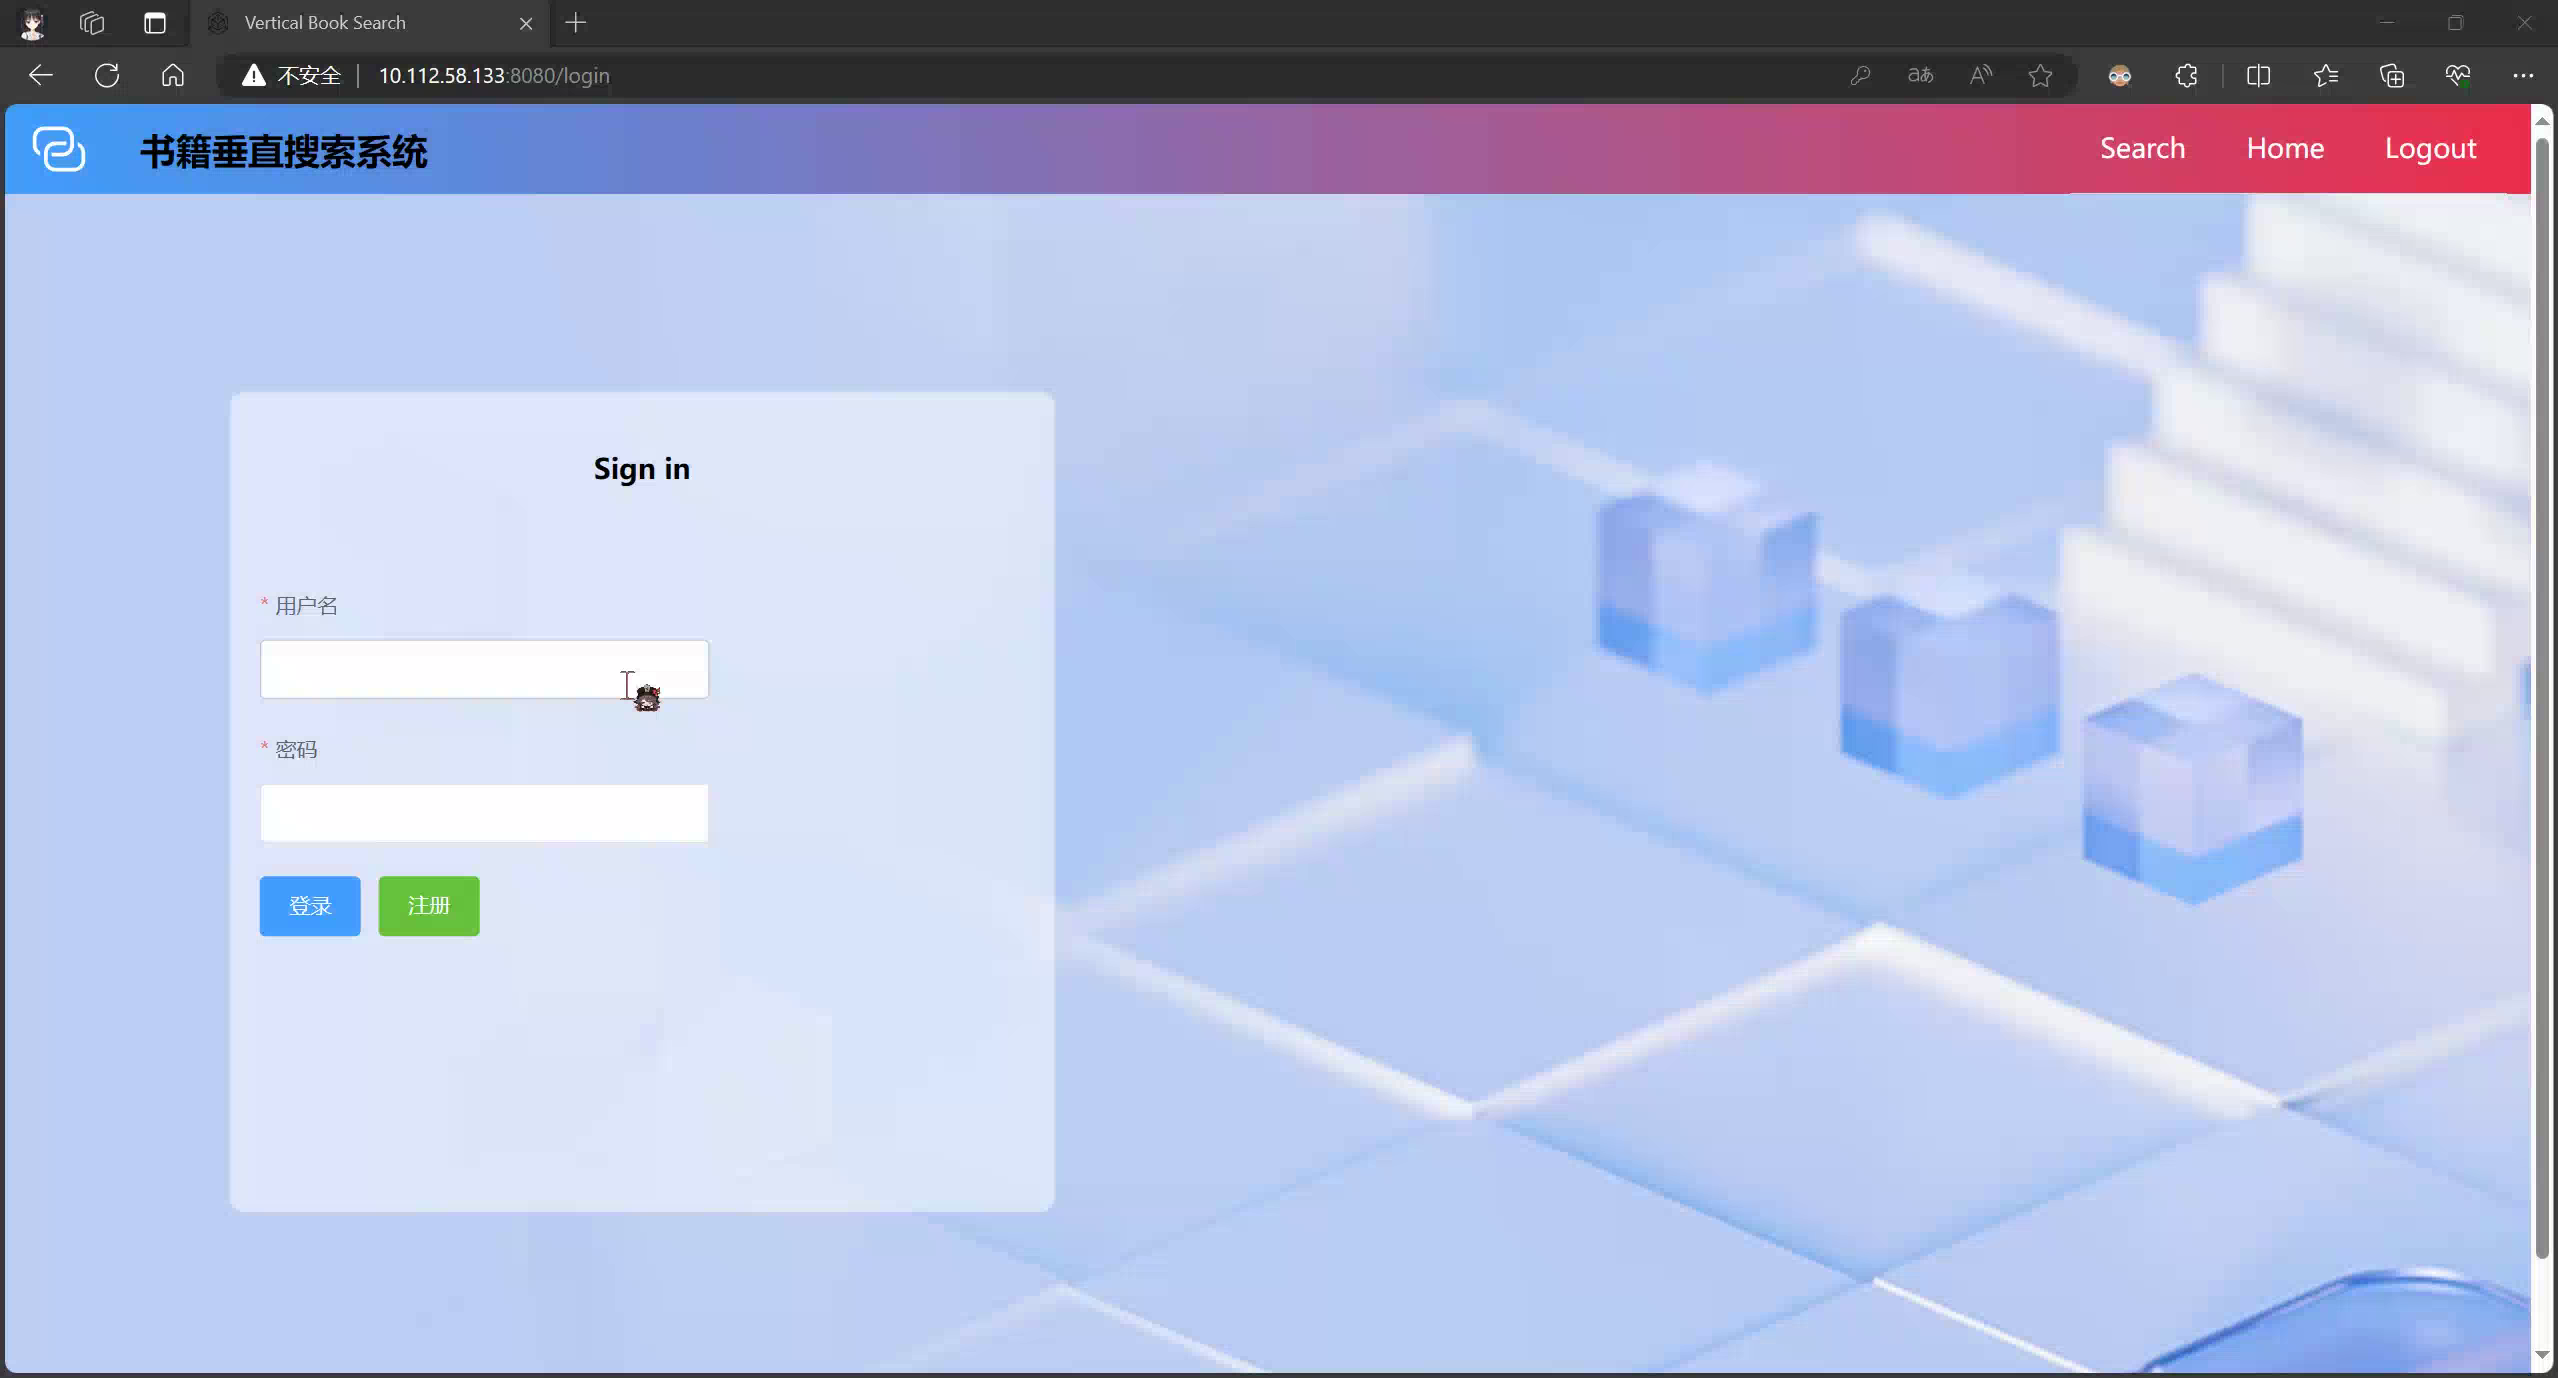 Vertical Book Search
不安全 10.112.58.133:8080/login
书籍垂直搜索系统
Search Home Logout
Sign in
* 用户名
* 密码
登录 注册